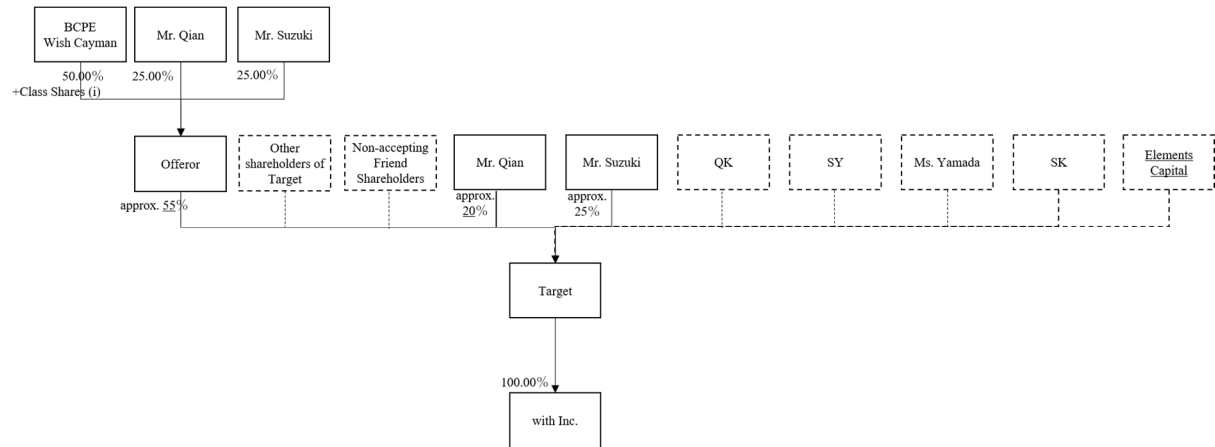 BCPE
Wish Cayman
Mr. Qian
Mr. Suzuki
50.00%
+Class Shares (i)
25.00%
25.00%
Offeror
Other
shareholders of
Target
Non-accepting
Friend
Shareholders
Mr. Qian
Mr. Suzuki
QK
SY
Ms. Yamada
SK
Elements
Capital
approx. 55%
approx.
20%
approx.
25%
Target
100.00%
with Inc.